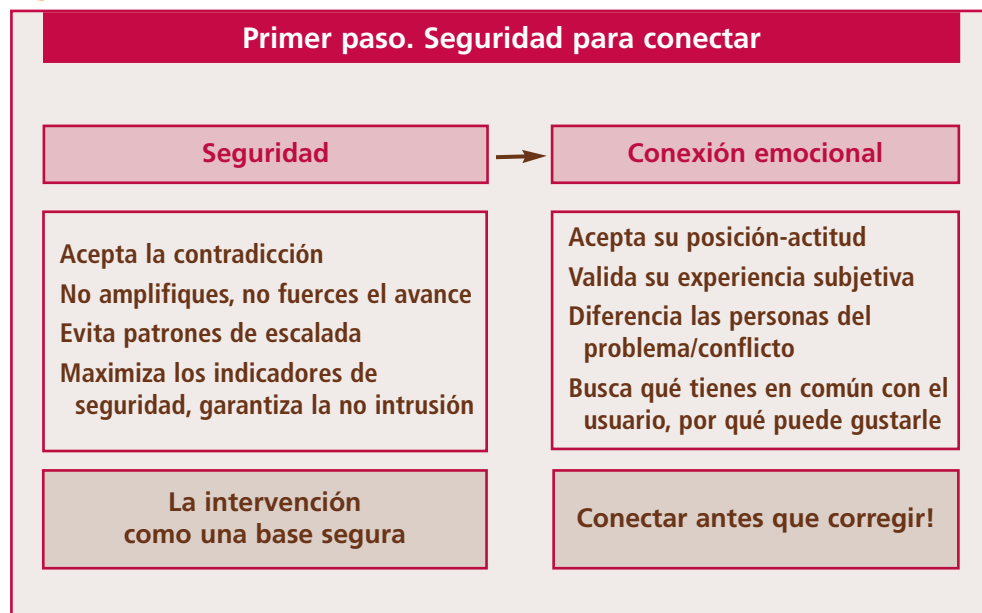 Primer paso. Seguridad para conectar
Seguridad
Conexión emocional
Acepta la contradicción
No amplifiques, no fuerces el avance
Evita patrones de escalada
Maximiza los indicadores de
seguridad, garantiza la no intrusión
Acepta su posición-actitud
Valida su experiencia subjetiva
Diferencia las personas del
problema/conflicto
Busca qué tienes en común con el
usuario, por qué puede gustarle
La intervención
como una base segura
Conectar antes que corregir!